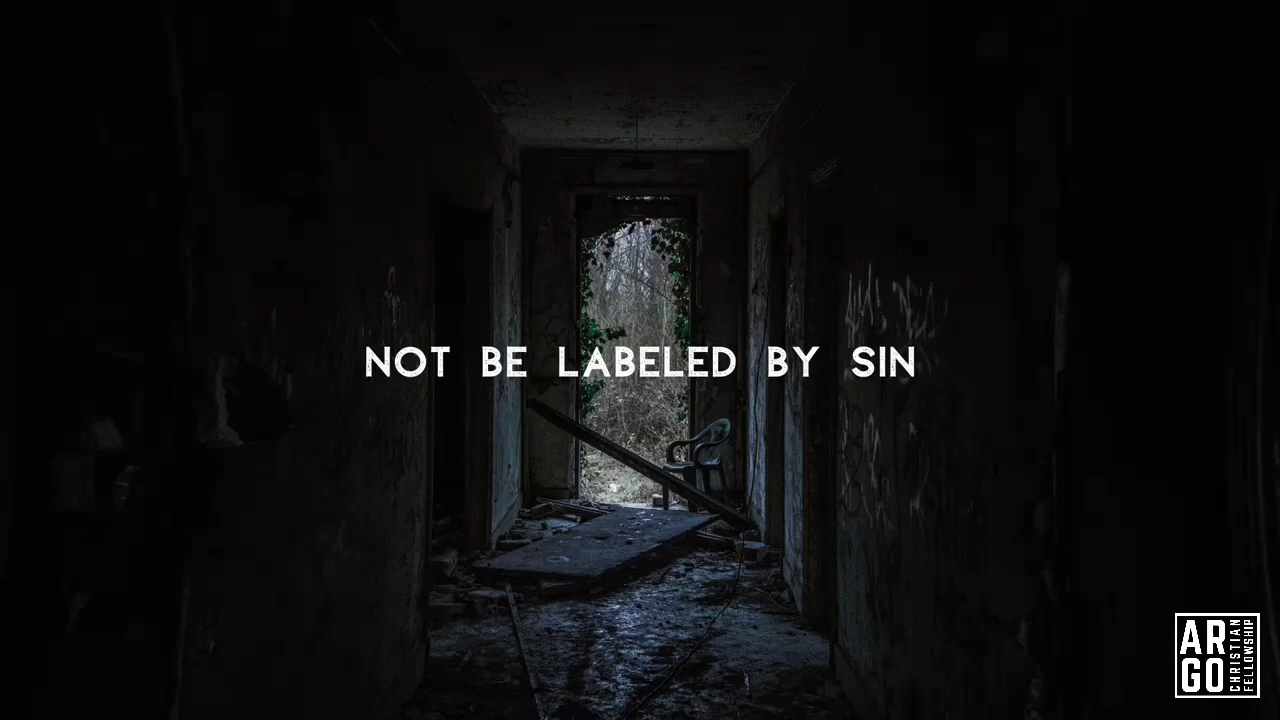 NOT BE LABELED BY SIN
AR
GO
CHRISTIAN
FELLOWSHIP